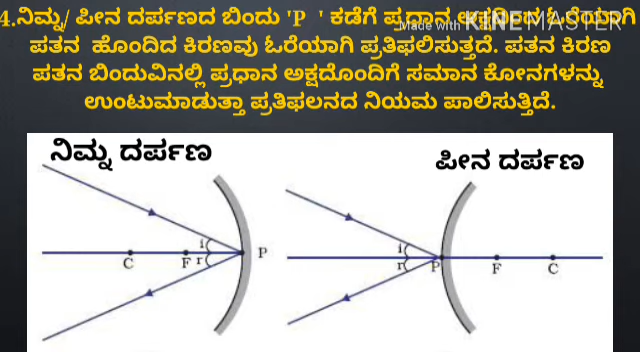 4.ನಿಮ್ನ/ ಪೀನ ದರ್ಪಣದ ಬಿಂದು 'P ' ಕಡೆಗೆ ಪ್ರಧಾನ ಓರೆಯಾಗಿ
Made with KINEMASTER
ಪತನ ಹೊಂದಿದ ಕಿರಣವು ಓರೆಯಾಗಿ ಪ್ರತಿಫಲಿಸುತ್ತದೆ. ಪತನ ಕಿರಣ
ಪತನ ಬಿಂದುವಿನಲ್ಲಿ ಪ್ರಧಾನ ಅಕ್ಷದೊಂದಿಗೆ ಸಮಾನ ಕೋನಗಳನ್ನು
ಉಂಟುಮಾಡುತ್ತಾ ಪ್ರತಿಫಲನದ ನಿಯಮ ಪಾಲಿಸುತ್ತಿದೆ.
ನಿಮ್ನ ದರ್ಪಣ
ಪೀನ ದರ್ಪಣ
i
P
C
F r
i
r
P
F
C